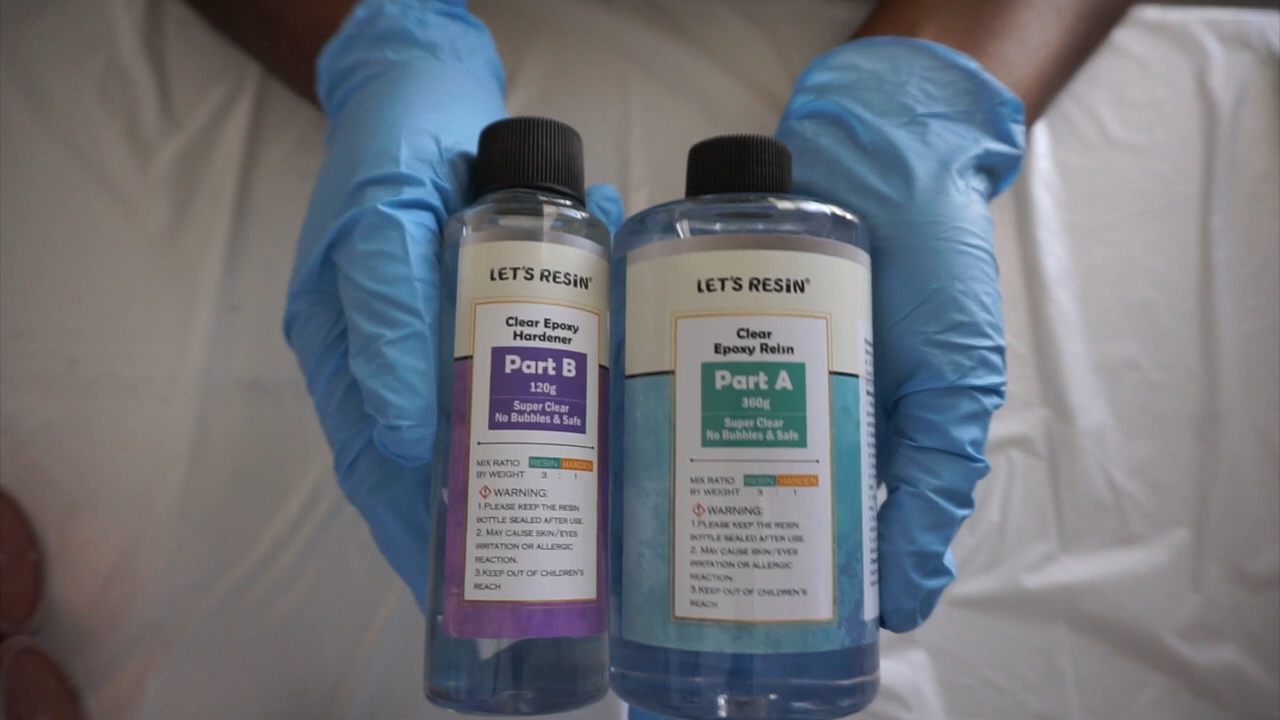 LET'S RESIN®
Clear Epoxy
Hardener
Part B
120g
Super Clear
No Bubbles & Safe
MIX RATIO RESIN HARDEN
BY WEIGHT 3 : 1
WARNING:
1.PLEASE KEEP THE RESIN
BOTTLE SEALED AFTER USE.
2. MAY CAUSE SKIN/EYES
IRRITATION OR ALLERGIC
REACTION.
3.KEEP OUT OF CHILDREN'S
REACH
LET'S RESIN®
Clear
Epoxy Reisn
Part A
360g
Super Clear
No Bubbles & Safe
MIX RATIO RESIN HARDEN
BY WEIGHT 3 : 1
WARNING:
1.PLEASE KEEP THE RESIN
BOTTLE SEALED AFTER USE.
2. MAY CAUSE SKIN/EYES
IRRITATION OR ALLERGIC
REACTION.
3.KEEP OUT OF CHILDREN'S
REACH